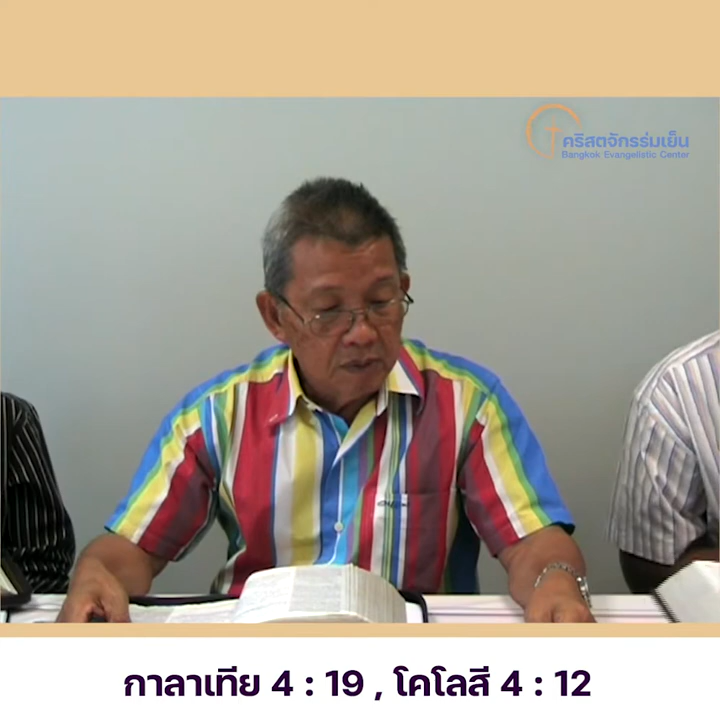 คริสตจักรร่มเย็น
Bangkok Evangelistic Center
กาลาเทีย 4 : 19 , โคโลสี 4 : 12